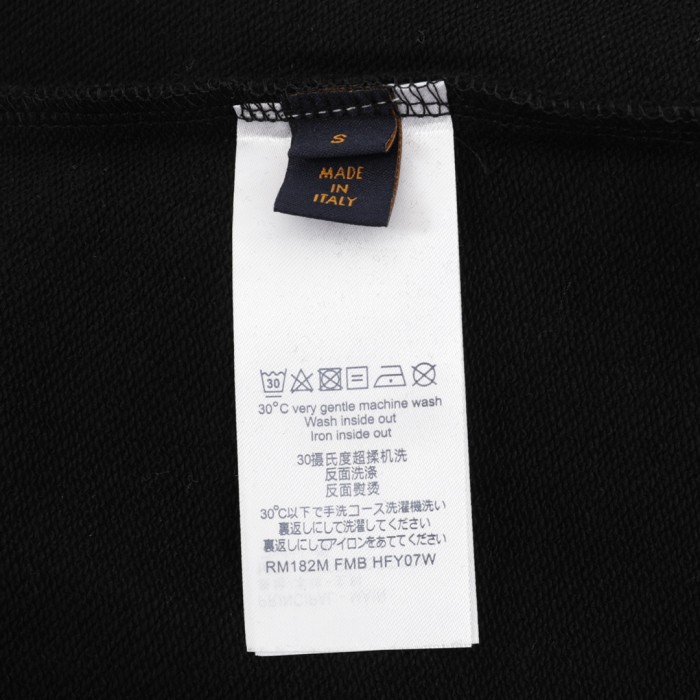 S
MADE
IN
ITALY
30
30°C very gentle machine wash
Wash inside out
Iron inside out
30摄氏度超揉机洗
反面洗涤
反面熨烫
30℃以下で手洗コース洗濯機洗い
裏返しにして洗濯してください
裏返しにしてアイロンをあててください
RM182M FMB HFY07W